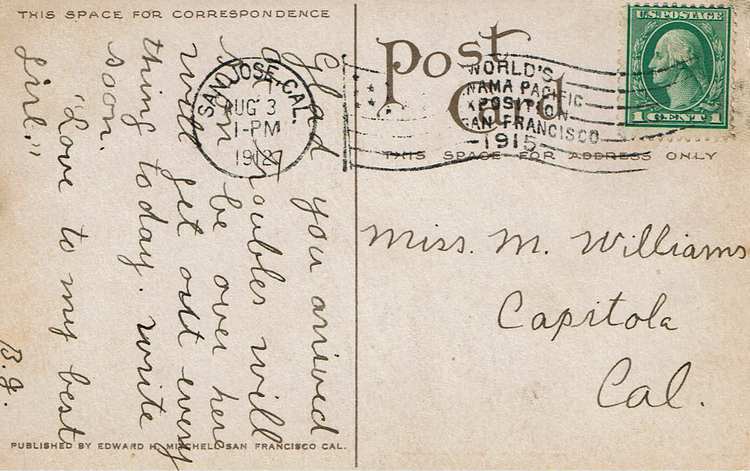 THIS SPACE FOR CORRESPONDENCE
Post
Card
THIS SPACE FOR ADDRESS ONLY
U.S. POSTAGE
1 CENT 1
SAN JOSE, CAL.
AUG 3
1-PM
1912
WORLD'S
NAMA PACIFIC
EXPOSITION
SAN FRANCISCO
1915
Glad you arrived
troubles will
soon be over here
will get out every
thing today. write
soon.
"Love to my best
girl."
B.J.
Miss. M. Williams
Capitola
Cal.
PUBLISHED BY EDWARD H. MITCHELL SAN FRANCISCO CAL.